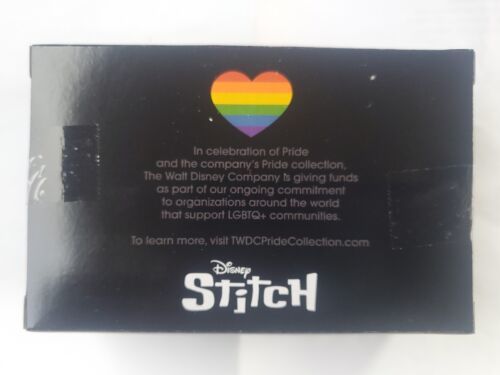 In celebration of Pride
and the company's Pride collection,
The Walt Disney Company is giving funds
as part of our ongoing commitment
to organizations around the world
that support LGBTQ+ communities.
To learn more, visit TWDCPrideCollection.com
Disney
Stitch